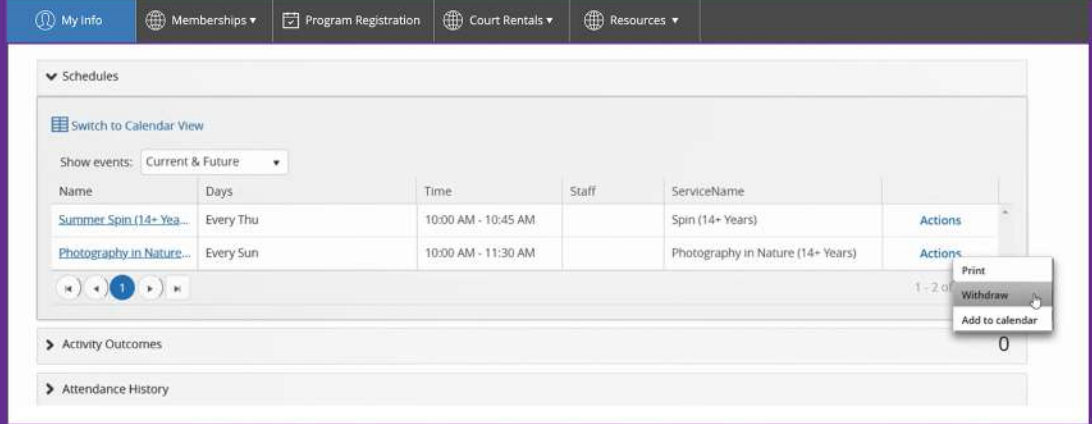 My Info Memberships Program Registration Court Rentals Resources
Schedules
Switch to Calendar View
Show events: Current & Future
Name Days Time Staff ServiceName
Summer Spin (14+ Yea... Every Thu 10:00 AM - 10:45 AM Spin (14+ Years) Actions
Photography in Nature... Every Sun 10:00 AM - 11:30 AM Photography in Nature (14+ Years) Actions
Print
1 1 - 2 of
Withdraw
Add to calendar
Activity Outcomes 0
Attendance History